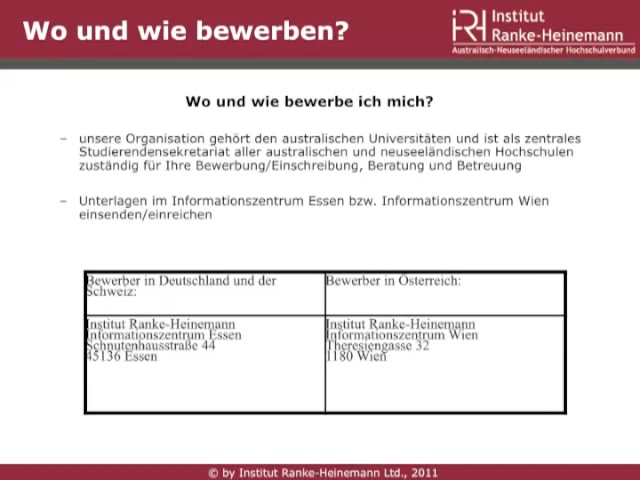 Wo und wie bewerben?
Institut
Ranke-Heinemann
Australisch-Neuseeländischer Hochschulverbund
Wo und wie bewerbe ich mich?
– unsere Organisation gehört den australischen Universitäten und ist als zentrales
Studierendensekretariat aller australischen und neuseeländischen Hochschulen
zuständig für Ihre Bewerbung/Einschreibung, Beratung und Betreuung
– Unterlagen im Informationszentrum Essen bzw. Informationszentrum Wien
einsenden/einreichen
Bewerber in Deutschland und der
Schweiz:
Bewerber in Österreich:
Institut Ranke-Heinemann
Informationszentrum Essen
Schnutenhausstraße 44
45136 Essen
Institut Ranke-Heinemann
Informationszentrum Wien
Theresiengasse 32
1180 Wien
© by Institut Ranke-Heinemann Ltd., 2011